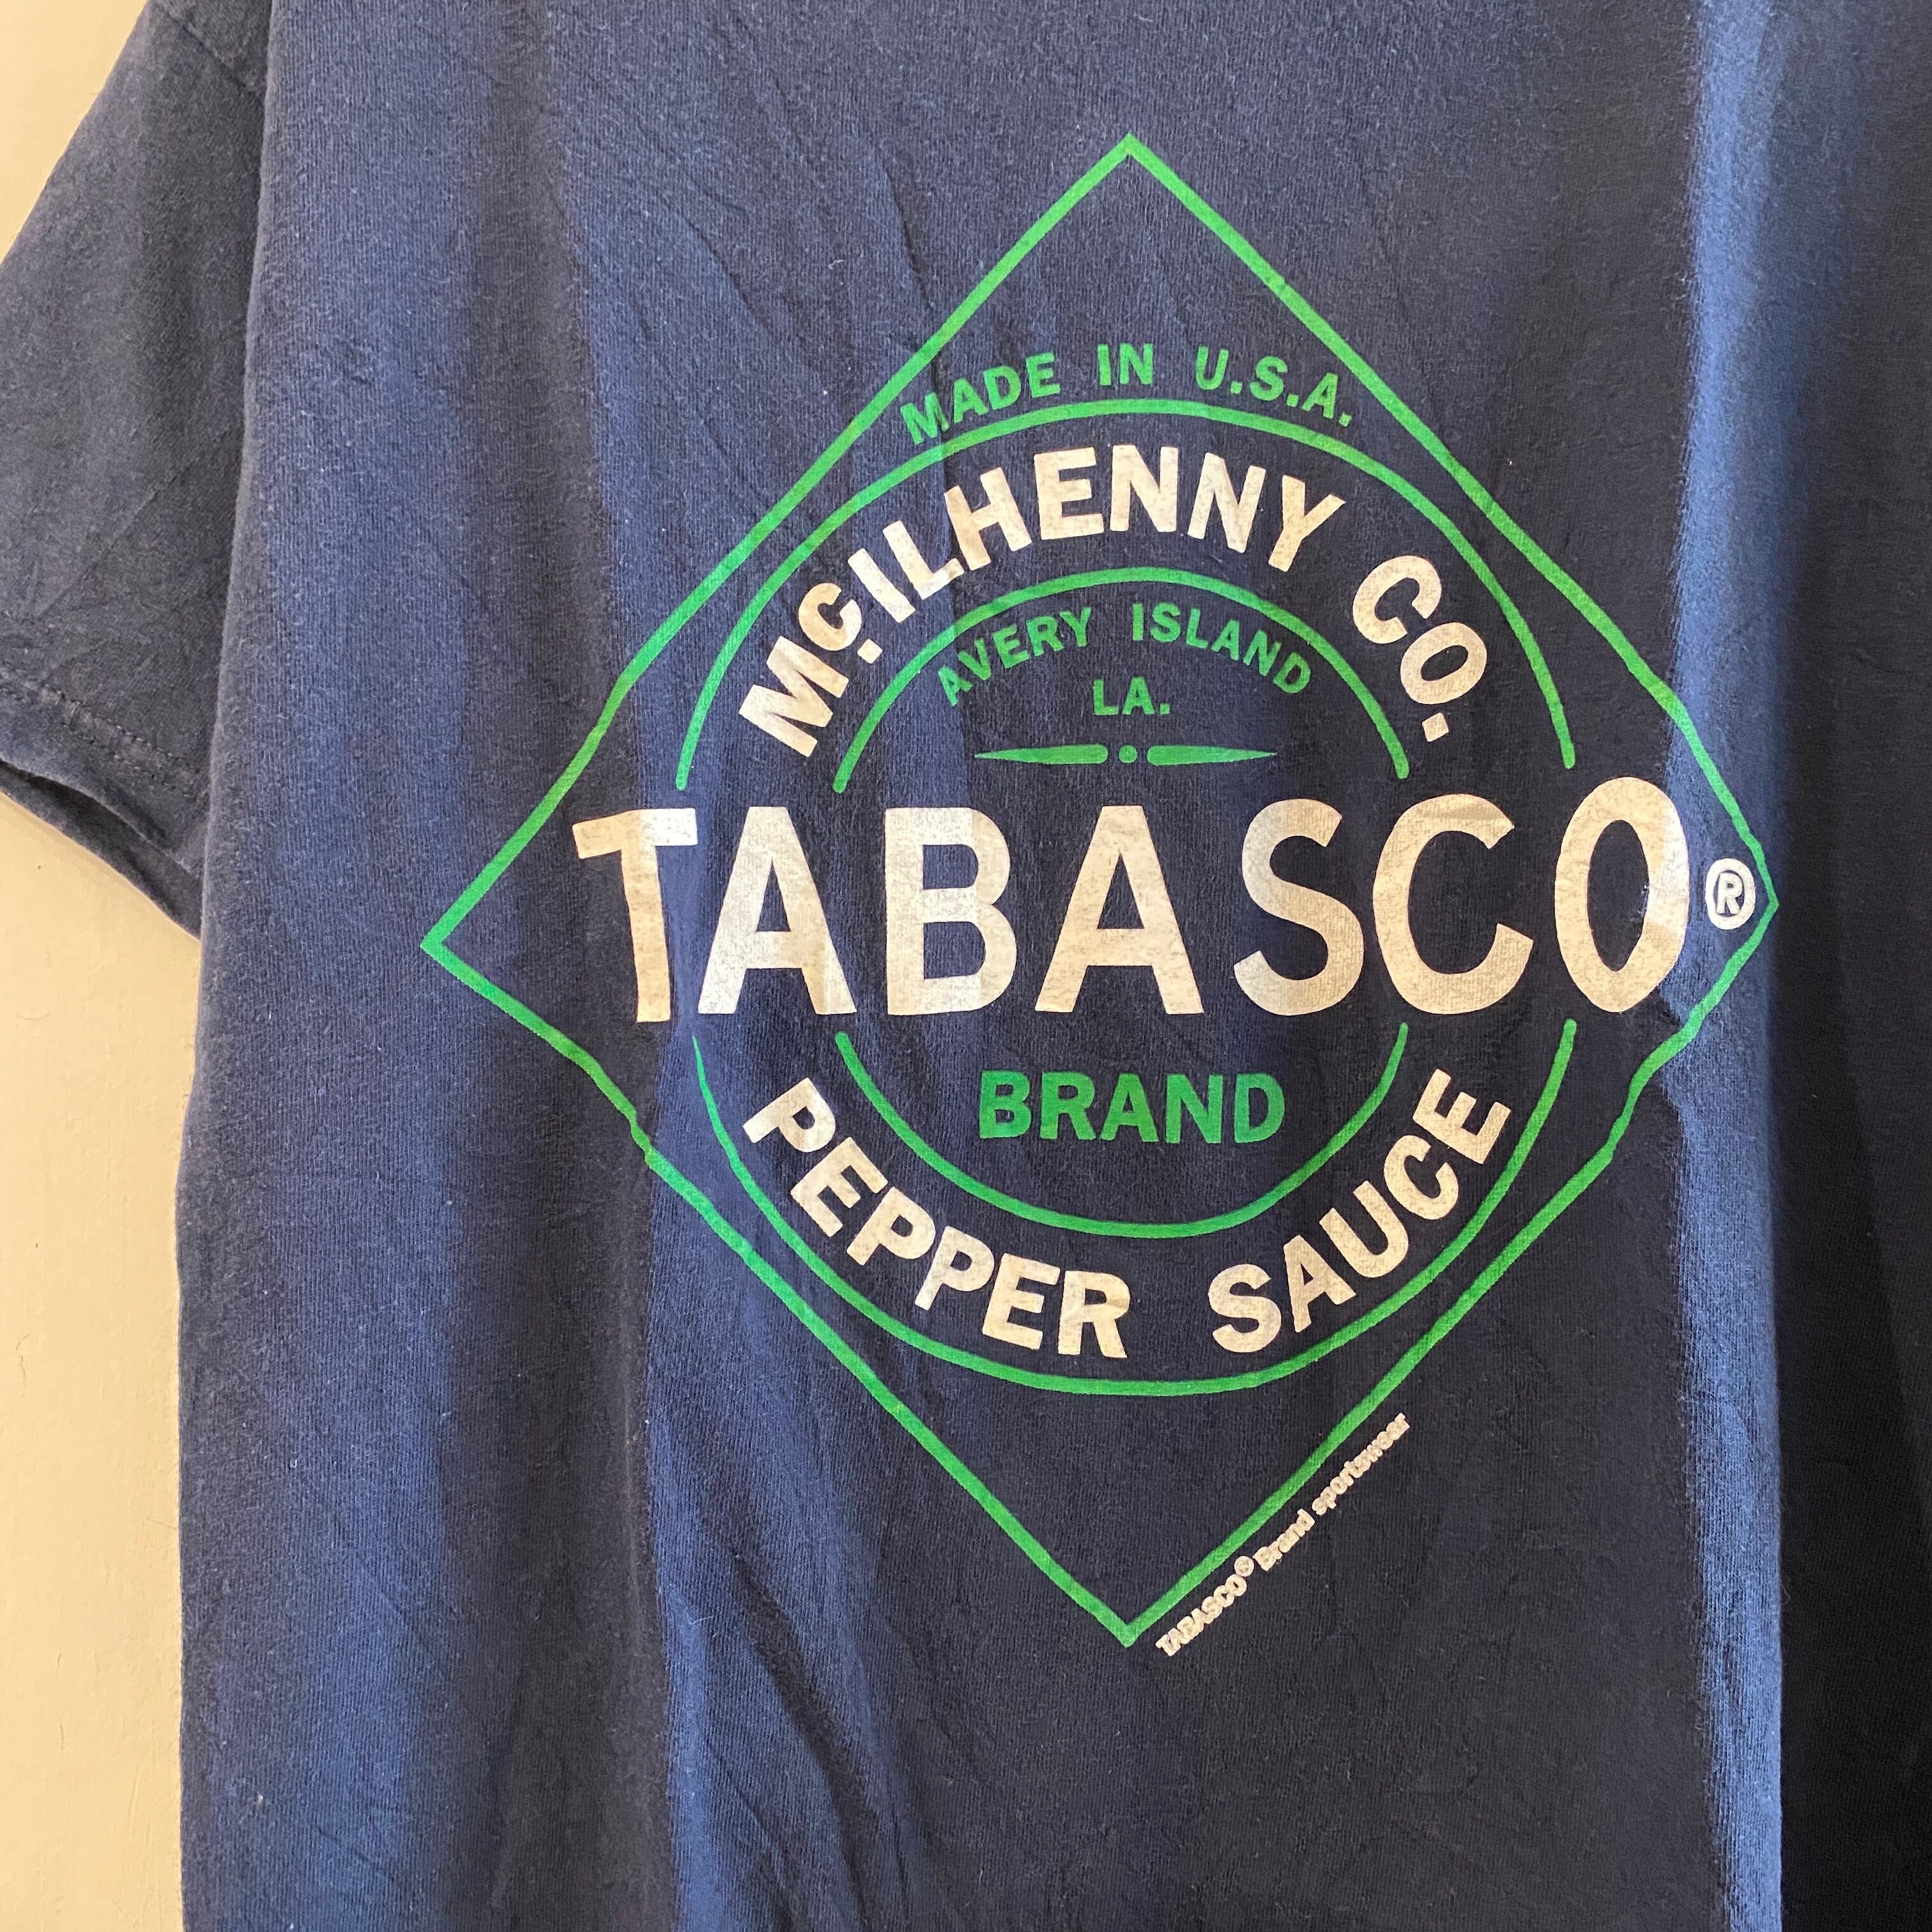 MADE IN U.S.A.
McILHENNY CO.
AVERY ISLAND
LA.
TABASCO®
BRAND
PEPPER SAUCE
TABASCO® Brand sportswear